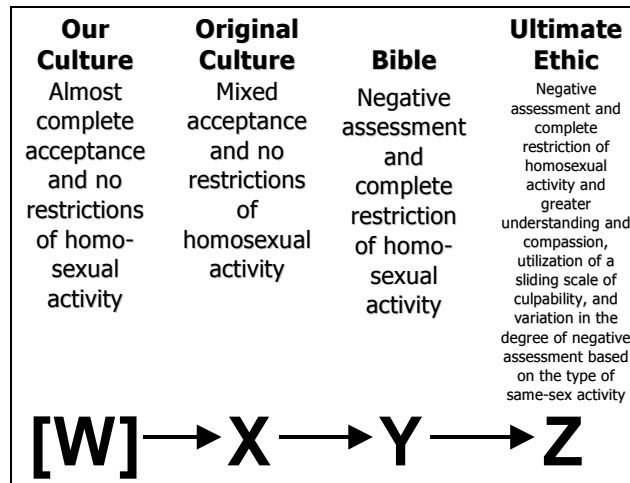 Our
Culture
Almost
complete
acceptance
and no
restrictions
of homo-
sexual
activity
Original
Culture
Mixed
acceptance
and no
restrictions
of
homosexual
activity
Bible
Negative
assessment
and
complete
restriction
of homo-
sexual
activity
Ultimate
Ethic
Negative
assessment and
complete
restriction of
homosexual
activity and
greater
understanding and
compassion,
utilization of a
sliding scale of
culpability, and
variation in the
degree of negative
assessment based
on the type of
same-sex activity
[W] X Y Z